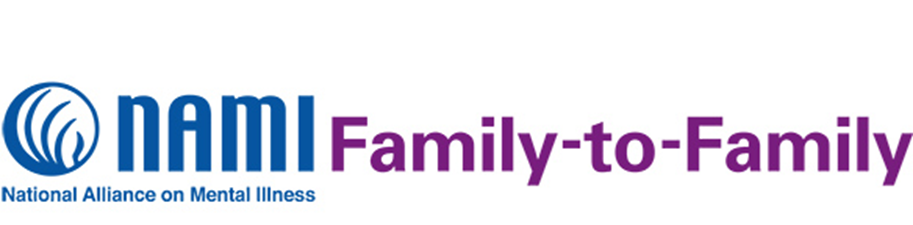 NAMI Family-to-Family
National Alliance on Mental Illness